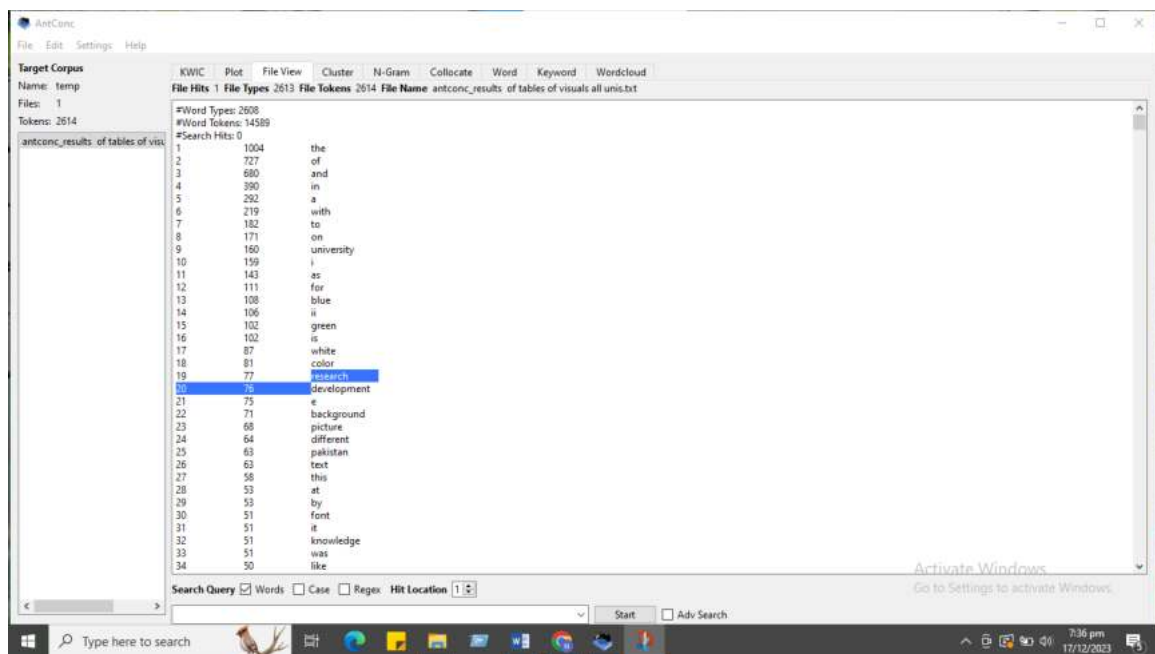 AntConc
File Edit Settings Help
Target Corpus
Name: temp
Files: 1
Tokens: 2614
antconc_results of tables of visu
KWIC Plot File View Cluster N-Gram Collocate Word Keyword Wordcloud
File Hits 1 File Types 2613 File Tokens 2614 File Name antconc_results of tables of visuals all unis.txt
#Word Types: 2608
#Word Tokens: 14589
#Search Hits: 0
1 1004 the
2 727 of
3 680 and
4 390 in
5 292 a
6 219 with
7 182 to
8 171 on
9 160 university
10 159 i
11 143 as
12 111 for
13 108 blue
14 106 ii
15 102 green
16 102 is
17 87 white
18 81 color
19 77 research
20 76 development
21 75 e
22 71 background
23 68 picture
24 64 different
25 63 pakistan
26 63 text
27 58 this
28 53 at
29 53 by
30 51 font
31 51 it
32 51 knowledge
33 51 was
34 50 like
Search Query Words Case Regex Hit Location 1
Start Adv Search
Activate Windows
Go to Settings to activate Windows.
Type here to search
7:36 pm
17/12/2023